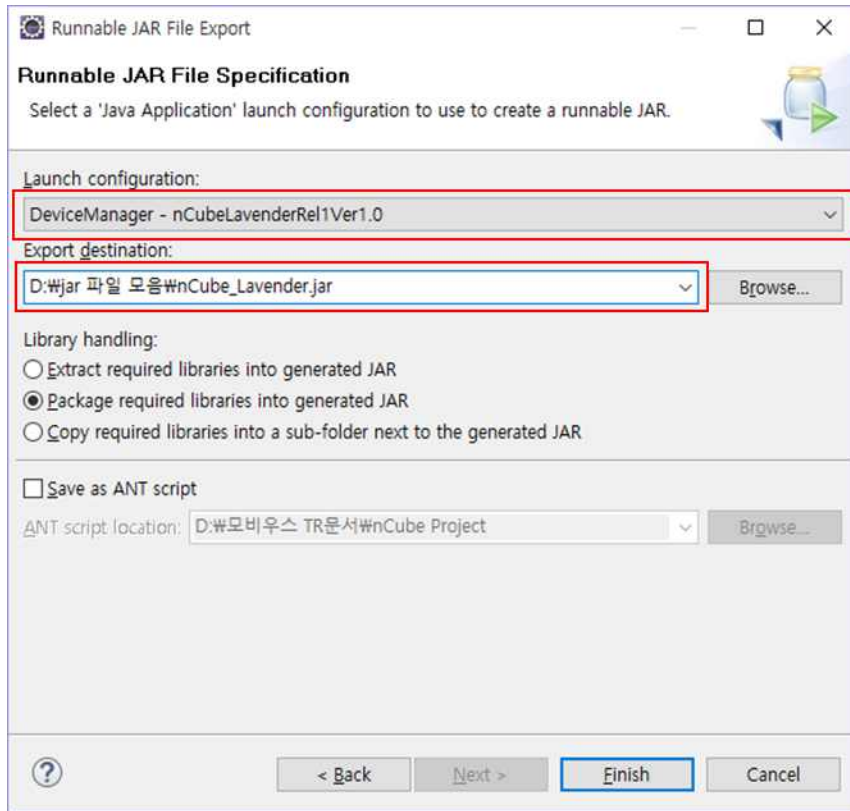 Runnable JAR File Export
Runnable JAR File Specification
Select a 'Java Application' launch configuration to use to create a runnable JAR.
Launch configuration:
DeviceManager - nCubeLavenderRel1Ver1.0
Export destination:
D:₩jar 파일 모음₩nCube_Lavender.jar
Browse...
Library handling:
Extract required libraries into generated JAR
Package required libraries into generated JAR
Copy required libraries into a sub-folder next to the generated JAR
Save as ANT script
ANT script location: D:₩모비우스 TR문서₩nCube Project
Browse...
< Back Next > Finish Cancel